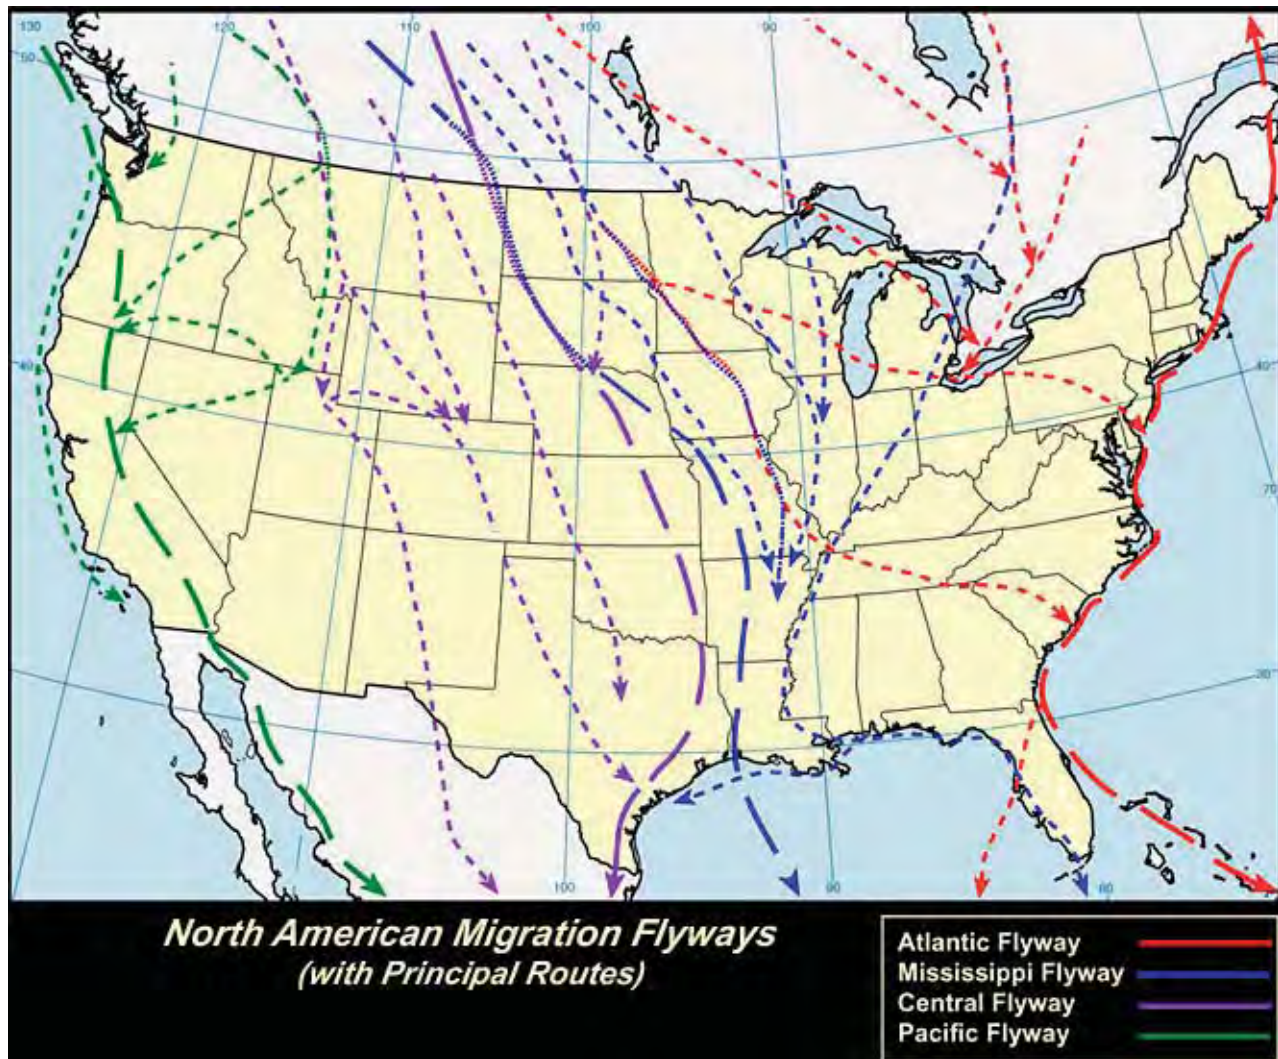 130
120
110
100
90
50
40
40
70
30
100
90
80
North American Migration Flyways
(with Principal Routes)
Atlantic Flyway
Mississippi Flyway
Central Flyway
Pacific Flyway